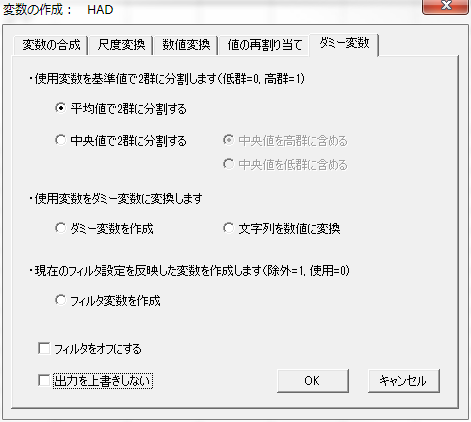 変数の作成： HAD
変数の合成 尺度変換 数値変換 値の再割り当て ダミー変数
・使用変数を基準値で2群に分割します(低群=0, 高群=1)
平均値で2群に分割する
中央値で2群に分割する 中央値を高群に含める
中央値を低群に含める
・使用変数をダミー変数に変換します
ダミー変数を作成 文字列を数値に変換
・現在のフィルタ設定を反映した変数を作成します(除外=1, 使用=0)
フィルタ変数を作成
フィルタをオフにする
出力を上書きしない OK キャンセル